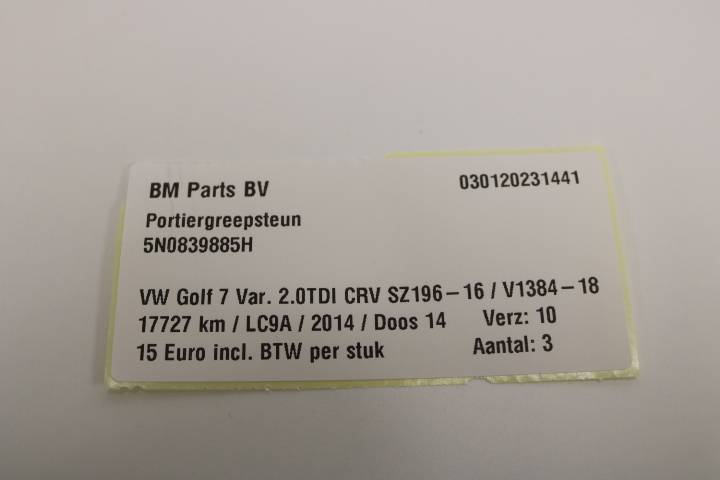 BM Parts BV 030120231441
Portiergreepsteun
5N0839885H
VW Golf 7 Var. 2.0TDI CRV SZ196-16 / V1384-18
17727 km / LC9A / 2014 / Doos 14 Verz: 10
15 Euro incl. BTW per stuk Aantal: 3